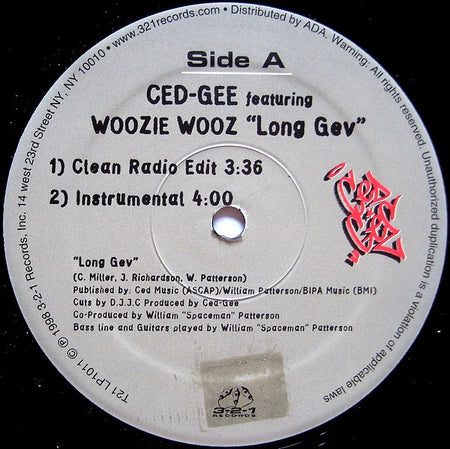 T21 LP1011 © ℗ 1998 3-2-1 Records, Inc. 14 west 23rd Street NY, NY 10010 • www.321records.com • Distributed by ADA. Warning: All rights reserved. Unauthorized duplication is a violation of applicable laws
Side A
CED-GEE featuring
WOOZIE WOOZ "Long Gev"
1) Clean Radio Edit 3:36
2) Instrumental 4:00
"Long Gev"
(C. Miller, J. Richardson, W. Patterson)
Published by: Ced Music (ASCAP)/William Patterson/BIPA Music (BMI)
Cuts by D.J.J.C Produced by Ced-Gee
Co-Produced by William "Spaceman" Patterson
Bass line and Guitars played by William "Spaceman" Patterson
3-2-1
RECORDS